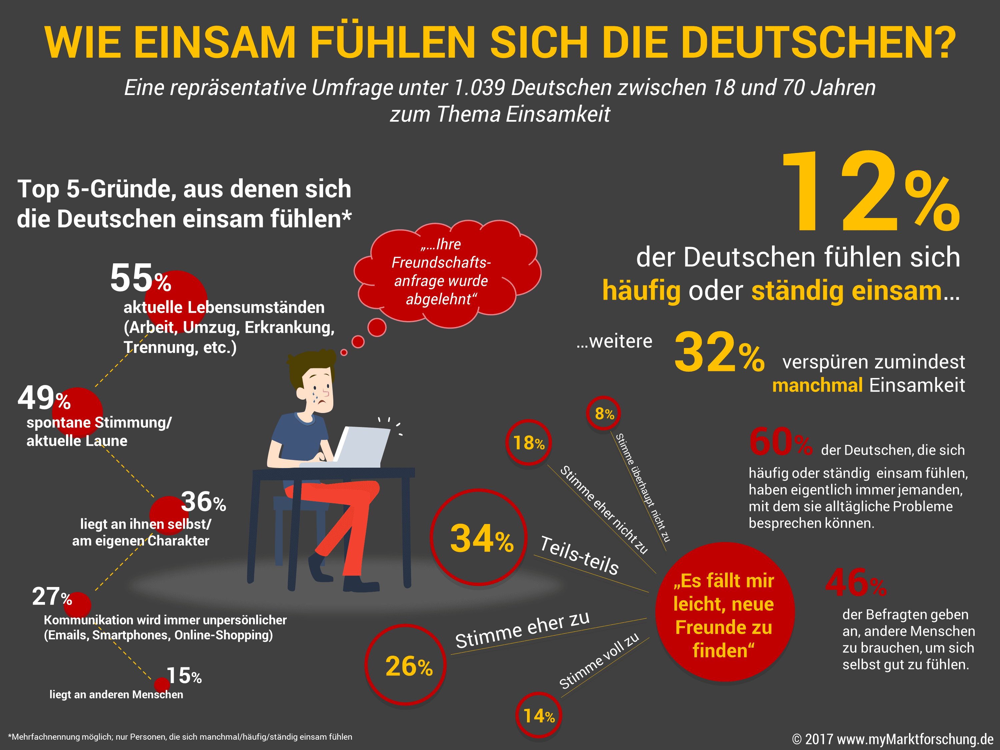 WIE EINSAM FÜHLEN SICH DIE DEUTSCHEN?
Eine repräsentative Umfrage unter 1.039 Deutschen zwischen 18 und 70 Jahren
zum Thema Einsamkeit
Top 5-Gründe, aus denen sich
die Deutschen einsam fühlen*
55%
aktuelle Lebensumständen
(Arbeit, Umzug, Erkrankung,
Trennung, etc.)
49%
spontane Stimmung/
aktuelle Laune
36%
liegt an ihnen selbst/
am eigenen Charakter
27%
Kommunikation wird immer unpersönlicher
(Emails, Smartphones, Online-Shopping)
15%
liegt an anderen Menschen
„...Ihre
Freundschafts-
anfrage wurde
abgelehnt“
12%
der Deutschen fühlen sich
häufig oder ständig einsam...
...weitere 32% verspüren zumindest
manchmal Einsamkeit
60% der Deutschen, die sich
häufig oder ständig einsam fühlen,
haben eigentlich immer jemanden,
mit dem sie alltägliche Probleme
besprechen können.
46%
der Befragten geben
an, andere Menschen
zu brauchen, um sich
selbst gut zu fühlen.
„Es fällt mir
leicht, neue
Freunde zu
finden“
8%
Stimme überhaupt nicht zu
18%
Stimme eher nicht zu
34%
Teils-teils
26%
Stimme eher zu
14%
Stimme voll zu
*Mehrfachnennung möglich; nur Personen, die sich manchmal/häufig/ständig einsam fühlen
© 2017 www.myMarktforschung.de